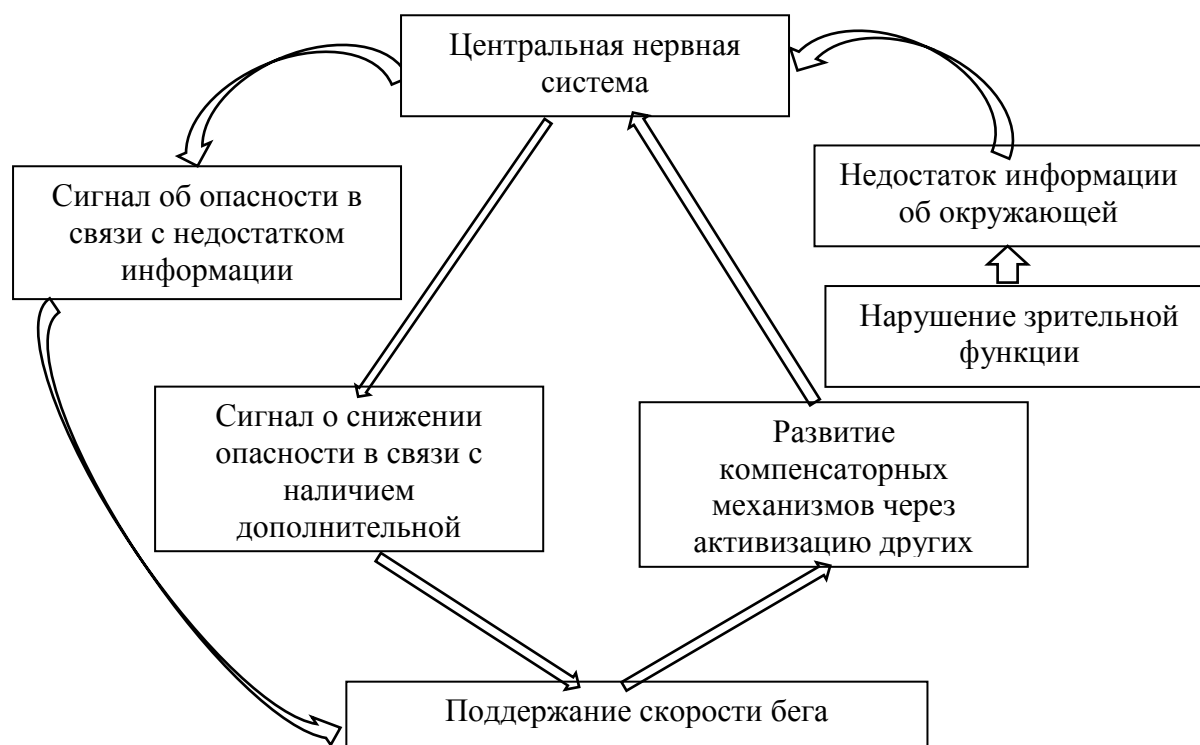 Центральная нервная
система
Сигнал об опасности в
связи с недостатком
информации
Недостаток информации
об окружающей
Нарушение зрительной
функции
Сигнал о снижении
опасности в связи с
наличием
дополнительной
Развитие
компенсаторных
механизмов через
активизацию других
Поддержание скорости бега